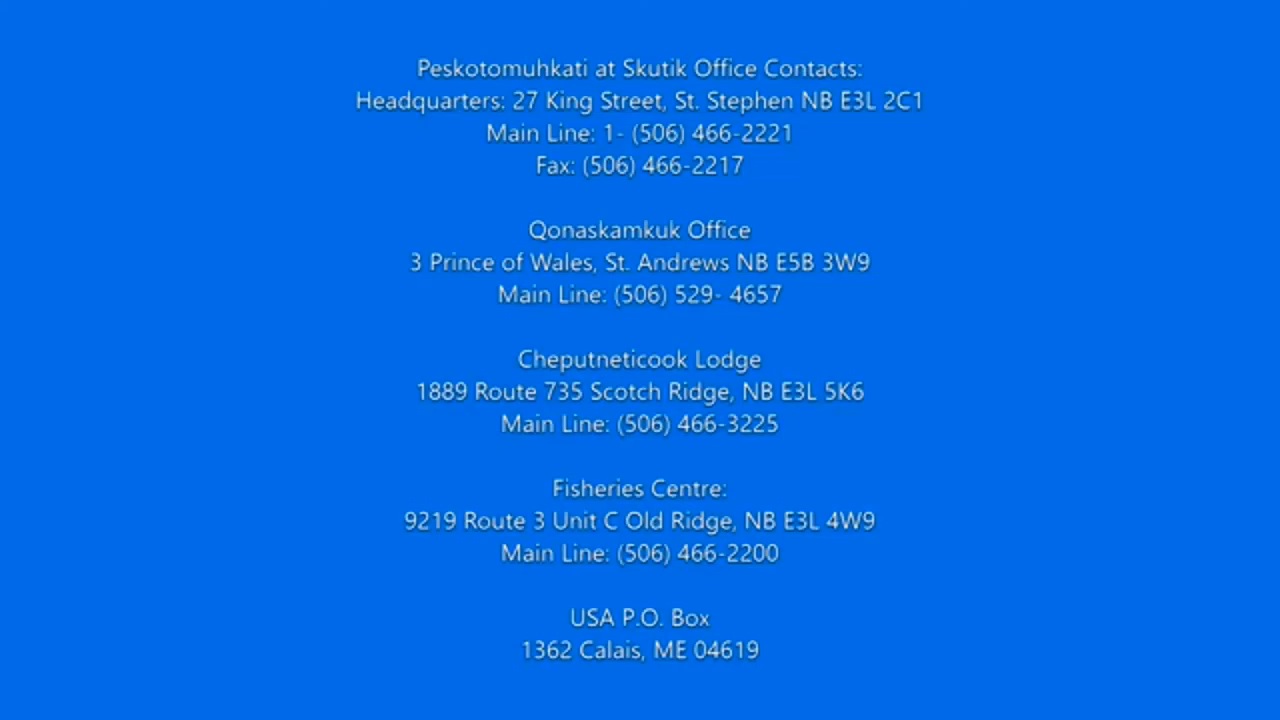 Peskotomuhkati at Skutik Office Contacts:
Headquarters: 27 King Street, St. Stephen NB E3L 2C1
Main Line: 1- (506) 466-2221
Fax: (506) 466-2217
Qonaskamkuk Office
3 Prince of Wales, St. Andrews NB E5B 3W9
Main Line: (506) 529- 4657
Cheputneticook Lodge
1889 Route 735 Scotch Ridge, NB E3L 5K6
Main Line: (506) 466-3225
Fisheries Centre:
9219 Route 3 Unit C Old Ridge, NB E3L 4W9
Main Line: (506) 466-2200
USA P.O. Box
1362 Calais, ME 04619